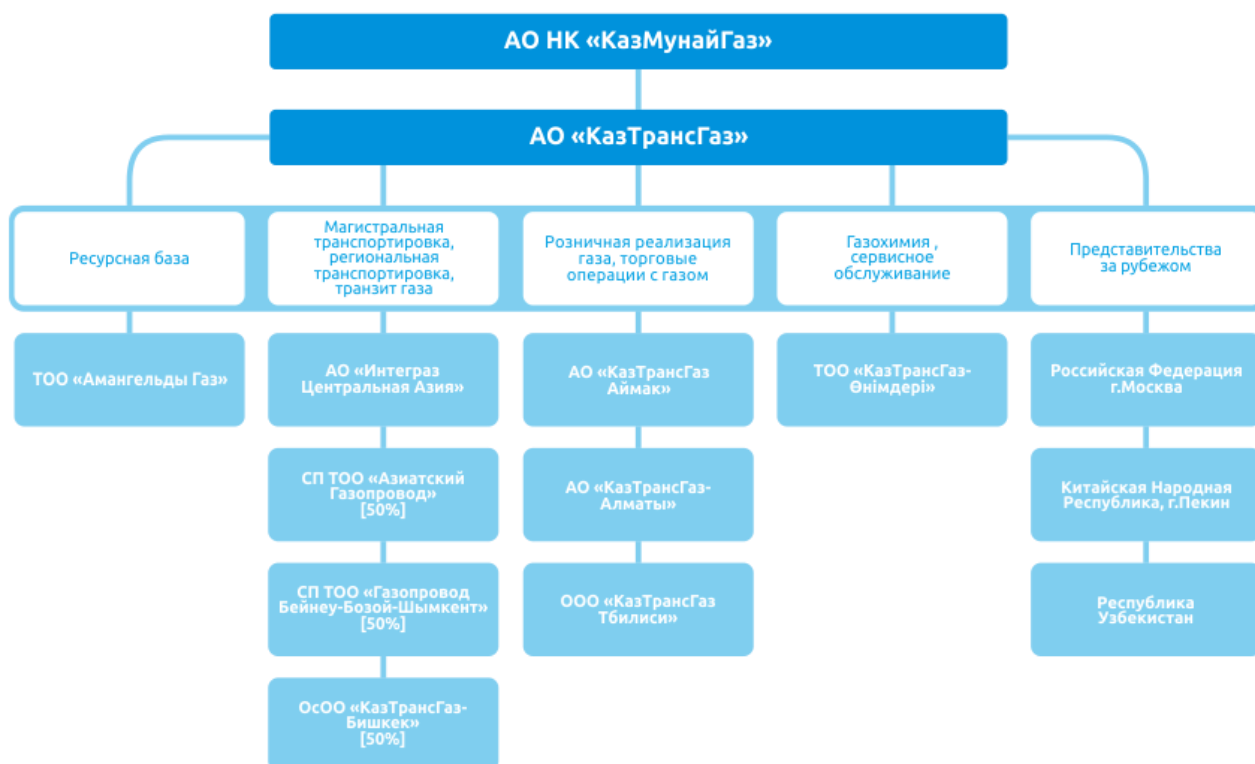 АО НК «КазМунайГаз»
АО «КазТрансГаз»
Ресурсная база
Магистральная
транспортировка,
региональная
транспортировка,
транзит газа
Розничная реализация
газа, торговые
операции с газом
Газохимия ,
сервисное
обслуживание
Представительства
за рубежом
ТОО «Амангельды Газ»
АО «Интегрaз
Центральная Азия»
АО «КазТрансГаз
Аймак»
ТОО «КазТрансГаз-
Өнімдері»
Российская Федерация
г.Москва
СП ТОО «Азиатский
Газопровод»
[50%]
АО «КазТрансГаз-
Алматы»
Китайская Народная
Республика, г.Пекин
СП ТОО «Газопровод
Бейнеу-Бозой-Шымкент»
[50%]
ООО «КазТрансГаз
Тбилиси»
Республика
Узбекистан
ОсОО «КазТрансГаз-
Бишкек»
[50%]